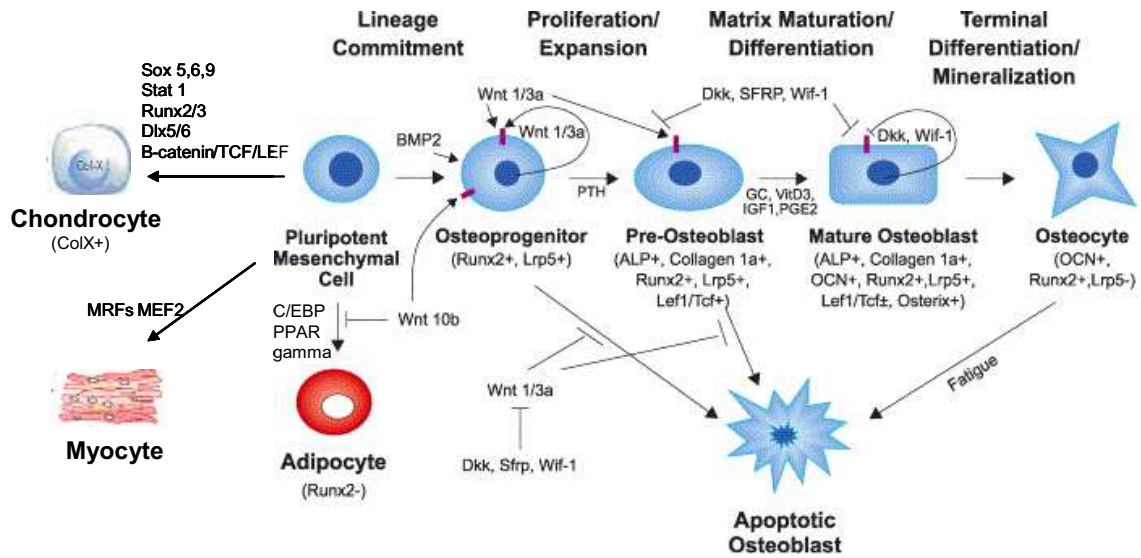 Lineage
Commitment
Proliferation/
Expansion
Matrix Maturation/
Differentiation
Terminal
Differentiation/
Mineralization
Sox 5,6,9
Stat 1
Runx2/3
Dlx5/6
B-catenin/TCF/LEF
Wnt 1/3a
Dkk, SFRP, Wif-1
BMP2
Wnt 1/3a
Dkk, Wif-1
Col-X
PTH
GC, VitD3,
IGF1,PGE2
Chondrocyte
(ColX+)
Pluripotent
Mesenchymal
Cell
Osteoprogenitor
(Runx2+, Lrp5+)
Pre-Osteoblast
(ALP+, Collagen 1a+,
Runx2+, Lrp5+,
Lef1/Tcf+)
Mature Osteoblast
(ALP+, Collagen 1a+,
OCN+, Runx2+,Lrp5+,
Lef1/Tcf±, Osterix+)
Osteocyte
(OCN+,
Runx2+,Lrp5-)
MRFs MEF2
C/EBP
PPAR
gamma
Wnt 10b
Wnt 1/3a
Fatigue
Myocyte
Adipocyte
(Runx2-)
Dkk, Sfrp, Wif-1
Apoptotic
Osteoblast